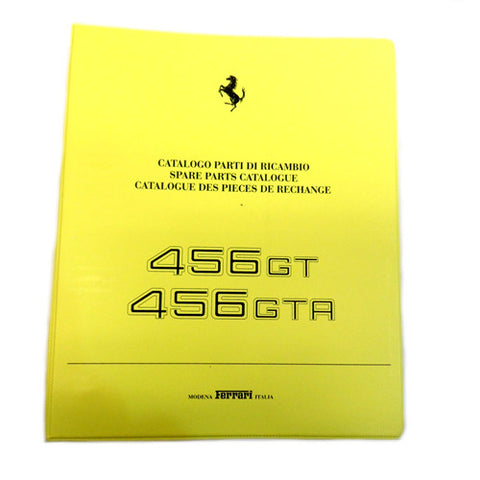 CATALOGO PARTI DI RICAMBIO
SPARE PARTS CATALOGUE
CATALOGUE DES PIECES DE RECHANGE
456GT
456GTA
MODENA Ferrari ITALIA